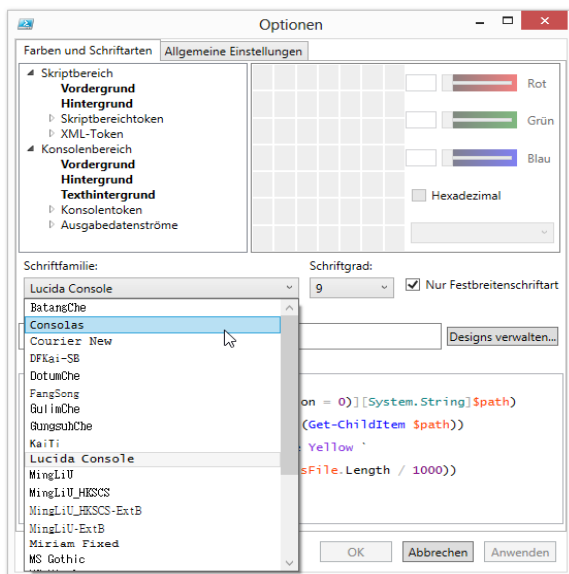 Optionen
Farben und Schriftarten
Allgemeine Einstellungen
Skriptbereich
Vordergrund
Hintergrund
Skriptbereichtoken
XML-Token
Konsolenbereich
Vordergrund
Hintergrund
Texthintergrund
Konsolentoken
Ausgabedatenströme
Rot
Grün
Blau
Hexadezimal
Schriftfamilie:
Schriftgrad:
Lucida Console
9
Nur Festbreitenschriftart
BatangChe
Consolas
Courier New
DFKai-SB
DotumChe
FangSong
GulimChe
GungsuhChe
KaiTi
Lucida Console
MingLiU
MingLiU_HKSCS
MingLiU_HKSCS-ExtB
MingLiU-ExtB
Miriam Fixed
MS Gothic
Designs verwalten...
on = 0)][System.String]$path)
(Get-ChildItem $path))
Yellow `
sFile.Length / 1000))
OK
Abbrechen
Anwenden